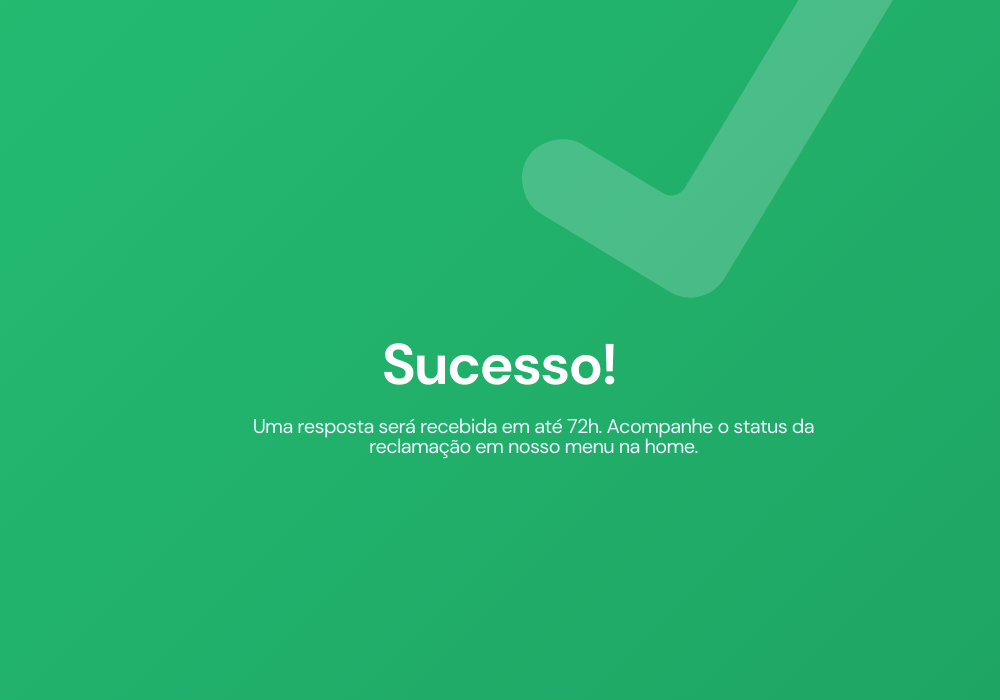 Sucesso!
Uma resposta será recebida em até 72h. Acompanhe o status da
reclamação em nosso menu na home.